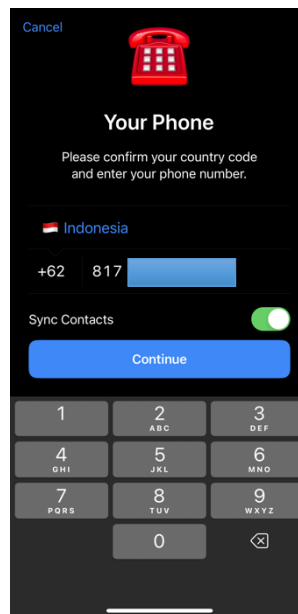 Cancel
Your Phone
Please confirm your country code
and enter your phone number.
Indonesia
+62 817
Sync Contacts
Continue
1 2 3
ABC DEF
4 5 6
GHI JKL MNO
7 8 9
PQRS TUV WXYZ
0